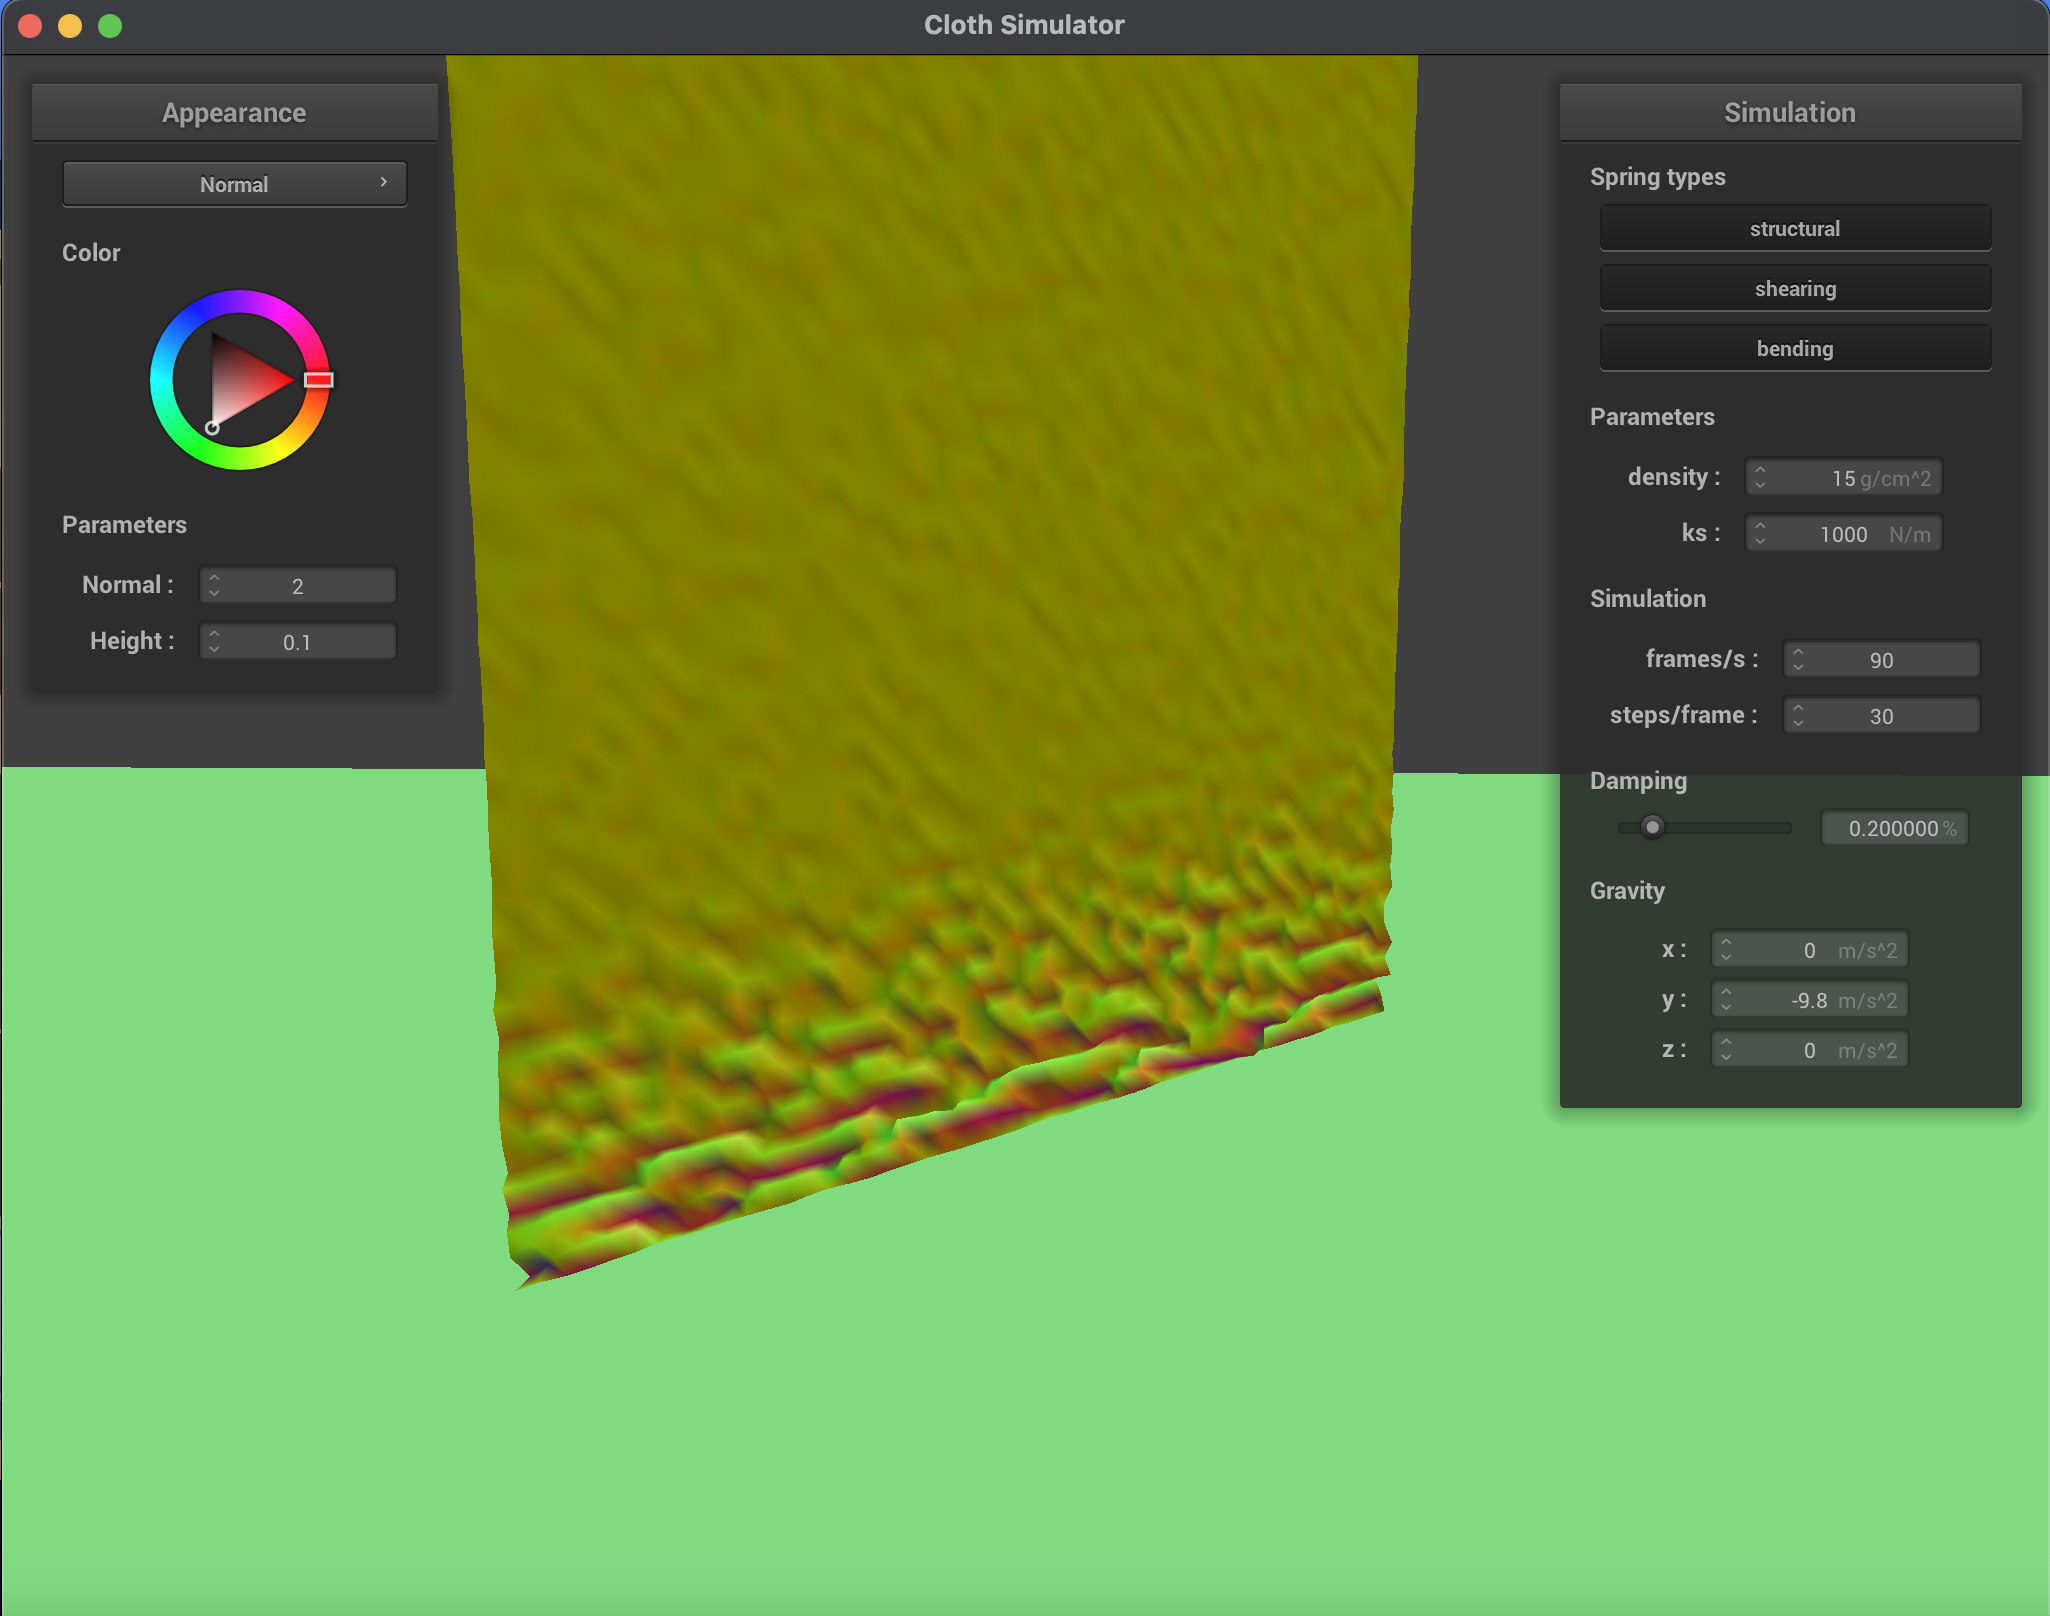 Cloth Simulator
Appearance
Normal
Color
Parameters
Normal : 2
Height : 0.1
Simulation
Spring types
structural
shearing
bending
Parameters
density : 15 g/cm^2
ks : 1000 N/m
Simulation
frames/s : 90
steps/frame : 30
Damping
0.200000 %
Gravity
x : 0 m/s^2
y : -9.8 m/s^2
z : 0 m/s^2